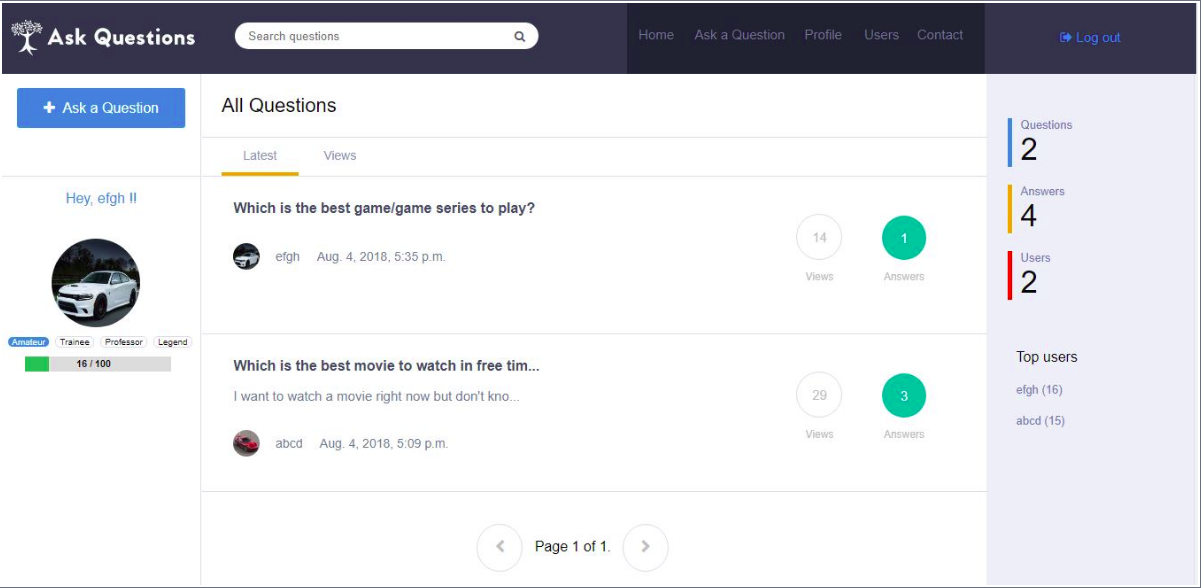 Ask Questions
Search questions
Home Ask a Question Profile Users Contact
Log out
Ask a Question
Hey, efgh !!
Amateur Trainee Professor Legend
16 / 100
All Questions
Latest Views
Which is the best game/game series to play?
efgh Aug. 4, 2018, 5:35 p.m.
14
Views
1
Answers
Which is the best movie to watch in free tim...
I want to watch a movie right now but don't kno...
abcd Aug. 4, 2018, 5:09 p.m.
29
Views
3
Answers
Page 1 of 1.
Questions
2
Answers
4
Users
2
Top users
efgh (16)
abcd (15)